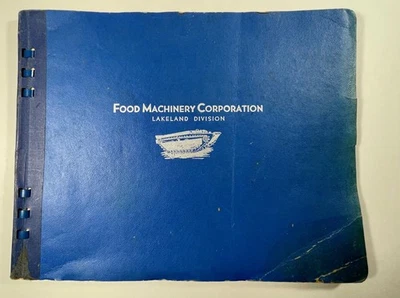 FOOD MACHINERY CORPORATION
LAKELAND DIVISION